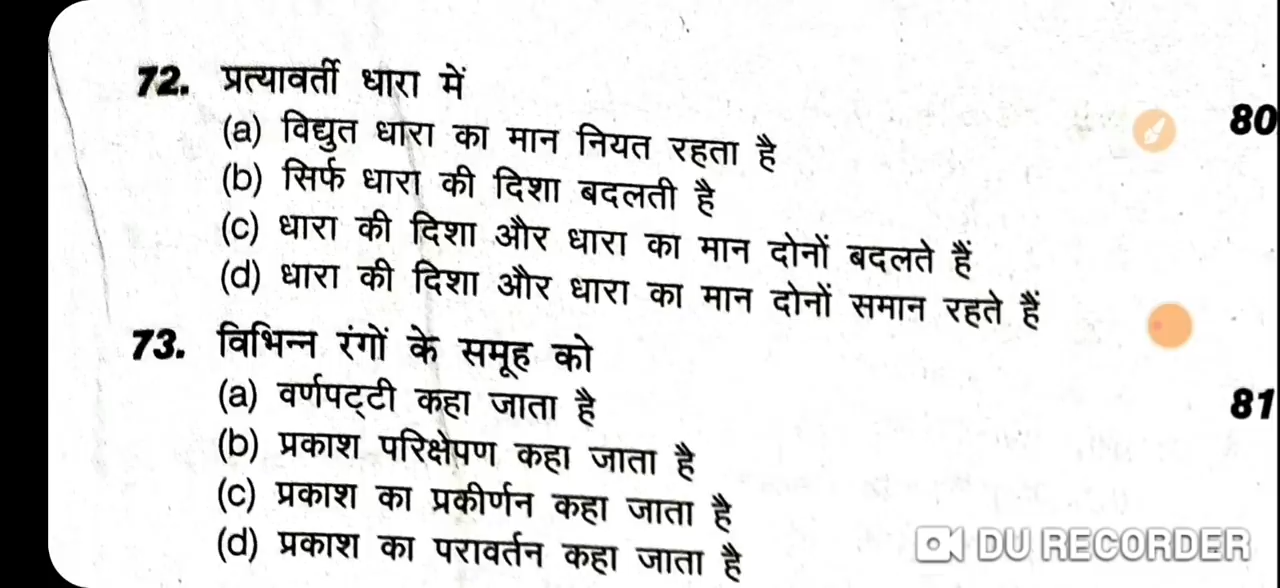 72. प्रत्यावर्ती धारा में
(a) विद्युत धारा का मान नियत रहता है
(b) सिर्फ धारा की दिशा बदलती है
(c) धारा की दिशा और धारा का मान दोनों बदलते हैं
(d) धारा की दिशा और धारा का मान दोनों समान रहते हैं
73. विभिन्न रंगों के समूह को
(a) वर्णपट्टी कहा जाता है
(b) प्रकाश परिक्षेपण कहा जाता है
(c) प्रकाश का प्रकीर्णन कहा जाता है
(d) प्रकाश का परावर्तन कहा जाता है
80
81
DU RECORDER